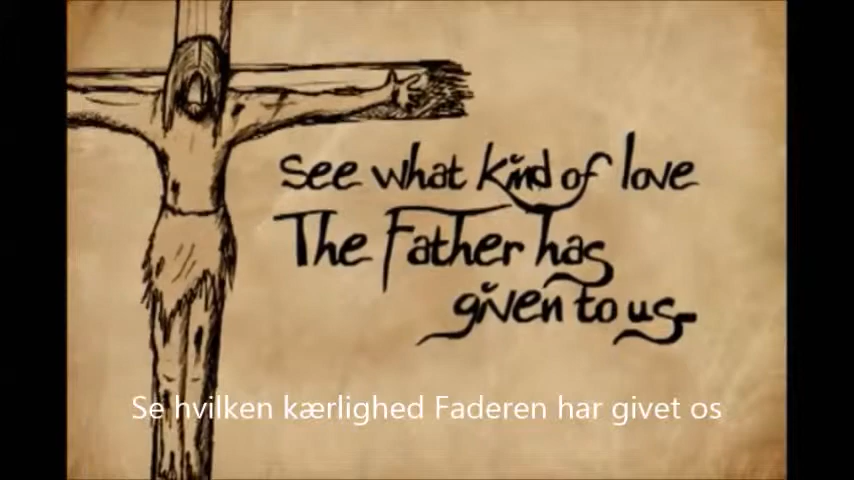 See what kind of love
The Father has
given to us
Se hvilken kærlighed Faderen har givet os